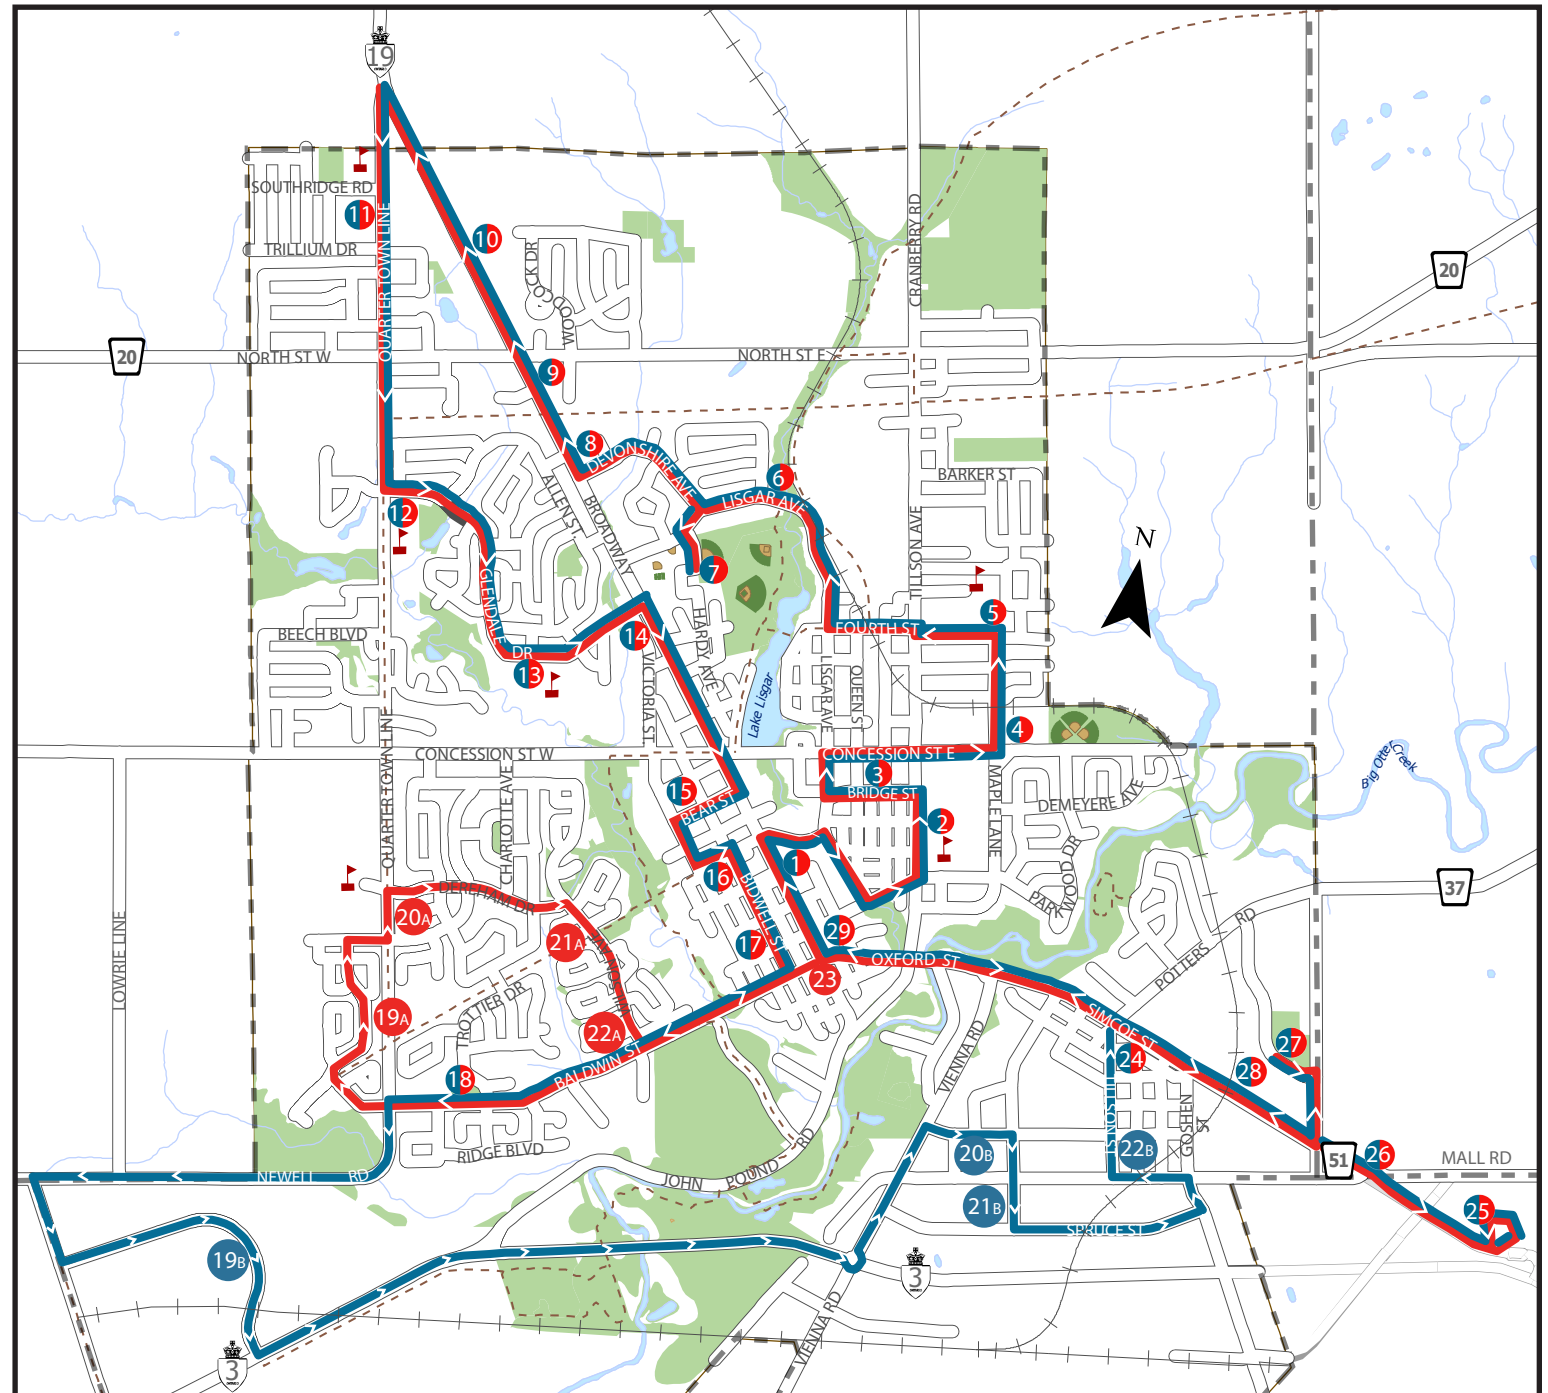 19
SOUTHRIDGE RD
11
TRILLIUM DR
10
WOODCOCK DR
CRANBERRY RD
20
QUARTER TOWN LINE
20
NORTH ST W
NORTH ST E
9
8
DEVONSHIRE AVE
6
LISGAR AVE
BARKER ST
ALLEN ST
BROADWAY
12
TILLSON AVE
N
7
GLENDALE
DR
BEECH BLVD
13
14
HARDY AVE
VICTORIA ST
Lake Lisgar
FOURTH ST
5
LISGAR AVE
QUEEN ST
4
CONCESSION ST W
CONCESSION ST E
3
BRIDGE ST
MAPLE LANE
DEMEYERE AVE
Big Otter
Creek
QUARTER TOWN LINE
CHARLOTTE AVE
15
BEAR ST
2
1
16
BIDWELL ST
PARKWOOD DR
37
DEREHAM DR
20A
LOWRIE LINE
21A
WILSON AVE
17
29
OXFORD ST
23
POTTERS
RD
19A
TROTTIER DR
22A
BALDWIN ST
SIMCOE ST
VIENNA RD
24
28
27
18
TILLSON ST
GOSHEN
ST
RIDGE BLVD
20B
22B
51
26
MALL RD
NEWELL
RD
JOHN
POUND
RD
21B
SPRUCE ST
25
19B
3
VIENNA RD
3